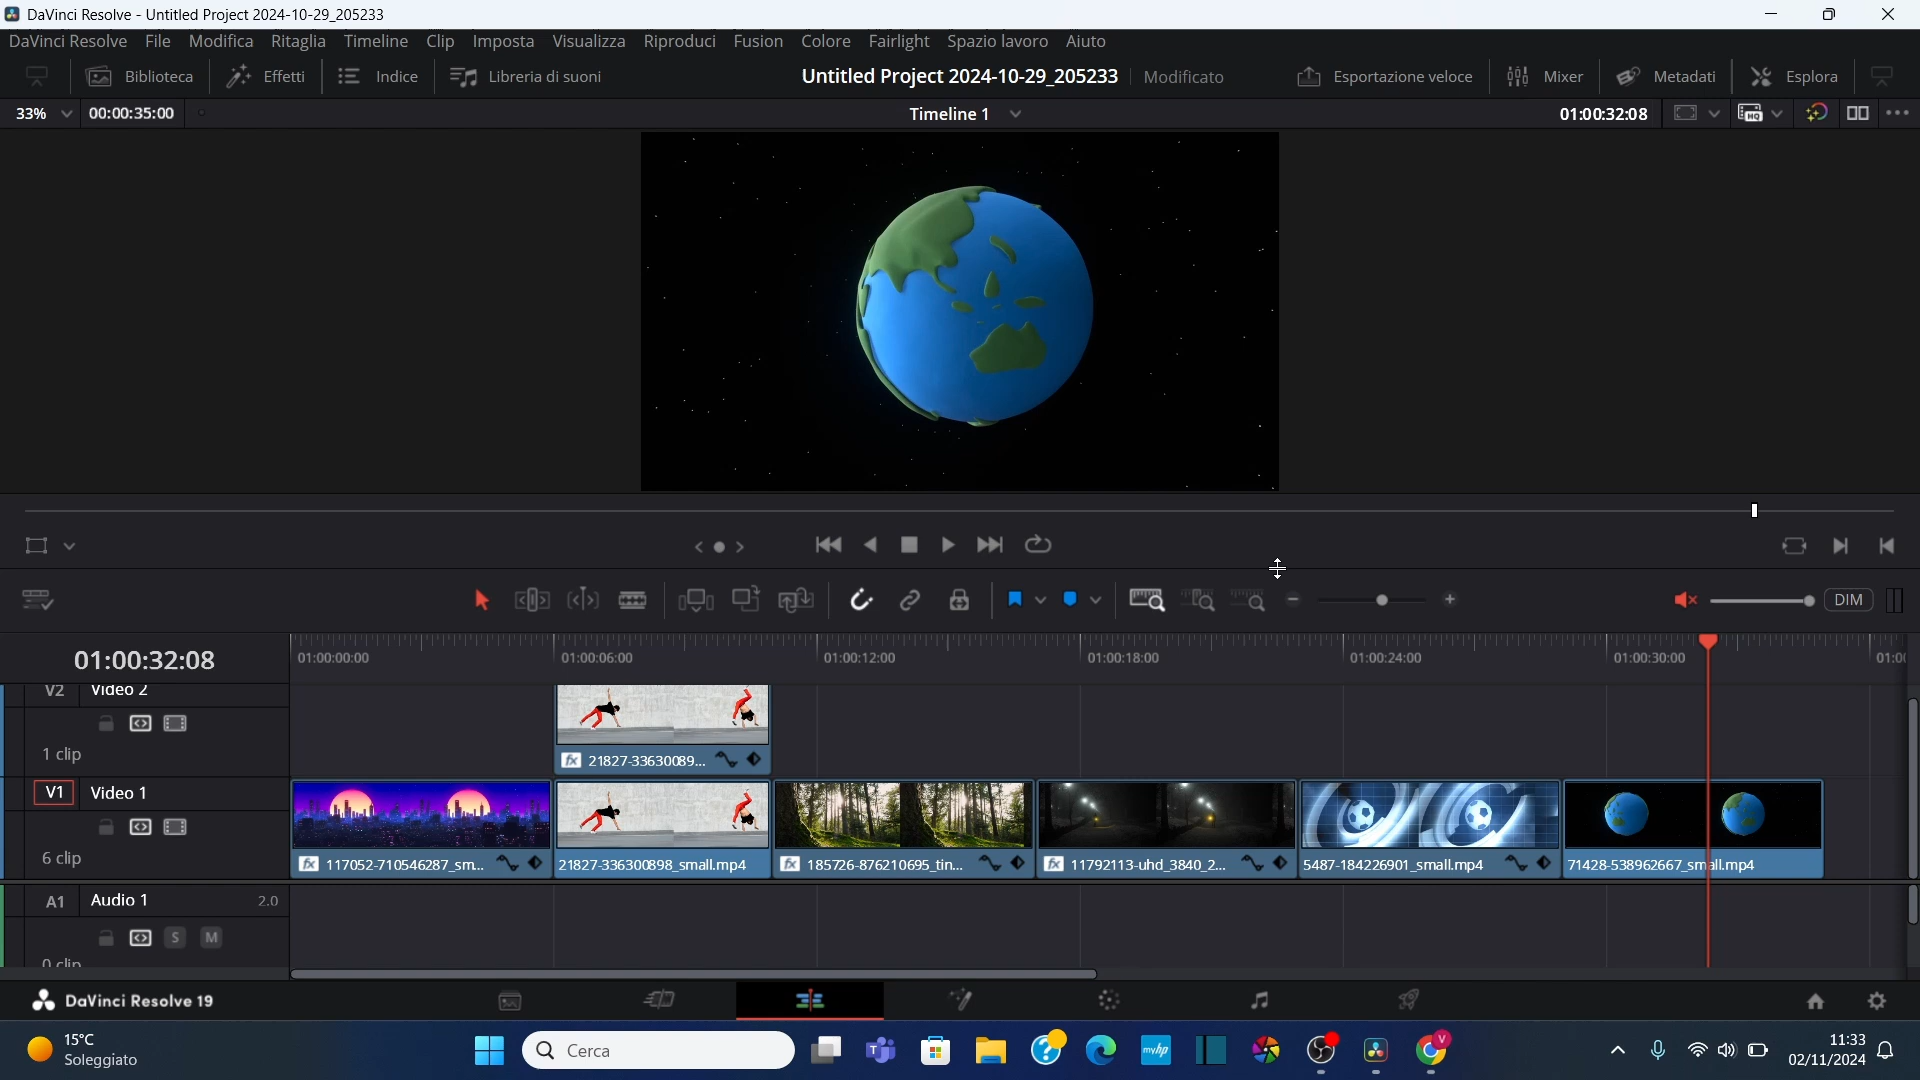 DaVinci Resolve - Untitled Project 2024-10-29_205233
DaVinci Resolve File Modifica Ritaglia Timeline Clip Imposta Visualizza Riproduci Fusion Colore Fairlight Spazio lavoro Aiuto
Biblioteca Effetti Indice Libreria di suoni Untitled Project 2024-10-29_205233 Modificato Esportazione veloce Mixer Metadati Esplora
33% 00:00:35:00 Timeline 1 01:00:32:08 HQ
DIM
01:00:32:08 01:00:00:00 01:00:06:00 01:00:12:00 01:00:18:00 01:00:24:00 01:00:30:00
V2 Video 2
1 clip fx 21827-33630089...
V1 Video 1
6 clip fx 117052-710546287_sm... 21827-336300898_small.mp4 fx 185726-876210695_tin... fx 11792113-uhd_3840_2... 5487-184226901_small.mp4 71428-538962667_small.mp4
A1 Audio 1 2.0
S M
0 clip
DaVinci Resolve 19
15°C
Soleggiato
Cerca
myhp
V
11:33
02/11/2024